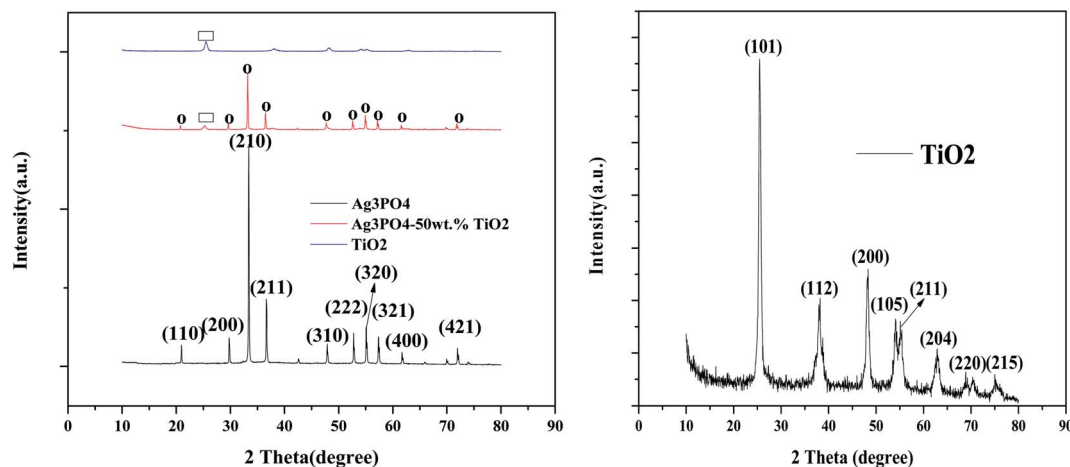 Intensity(a.u.)
o o o o o o o o o o
(210)
Ag3PO4
Ag3PO4-50wt.% TiO2
TiO2
(110)
(200)
(211)
(310)
(222)
(320)
(321)
(400)
(421)
0 10 20 30 40 50 60 70 80 90
2 Theta(degree)
Intensity(a.u.)
(101)
TiO2
(112)
(200)
(105)
(211)
(204)
(220)
(215)
0 10 20 30 40 50 60 70 80 90
2 Theta (degree)